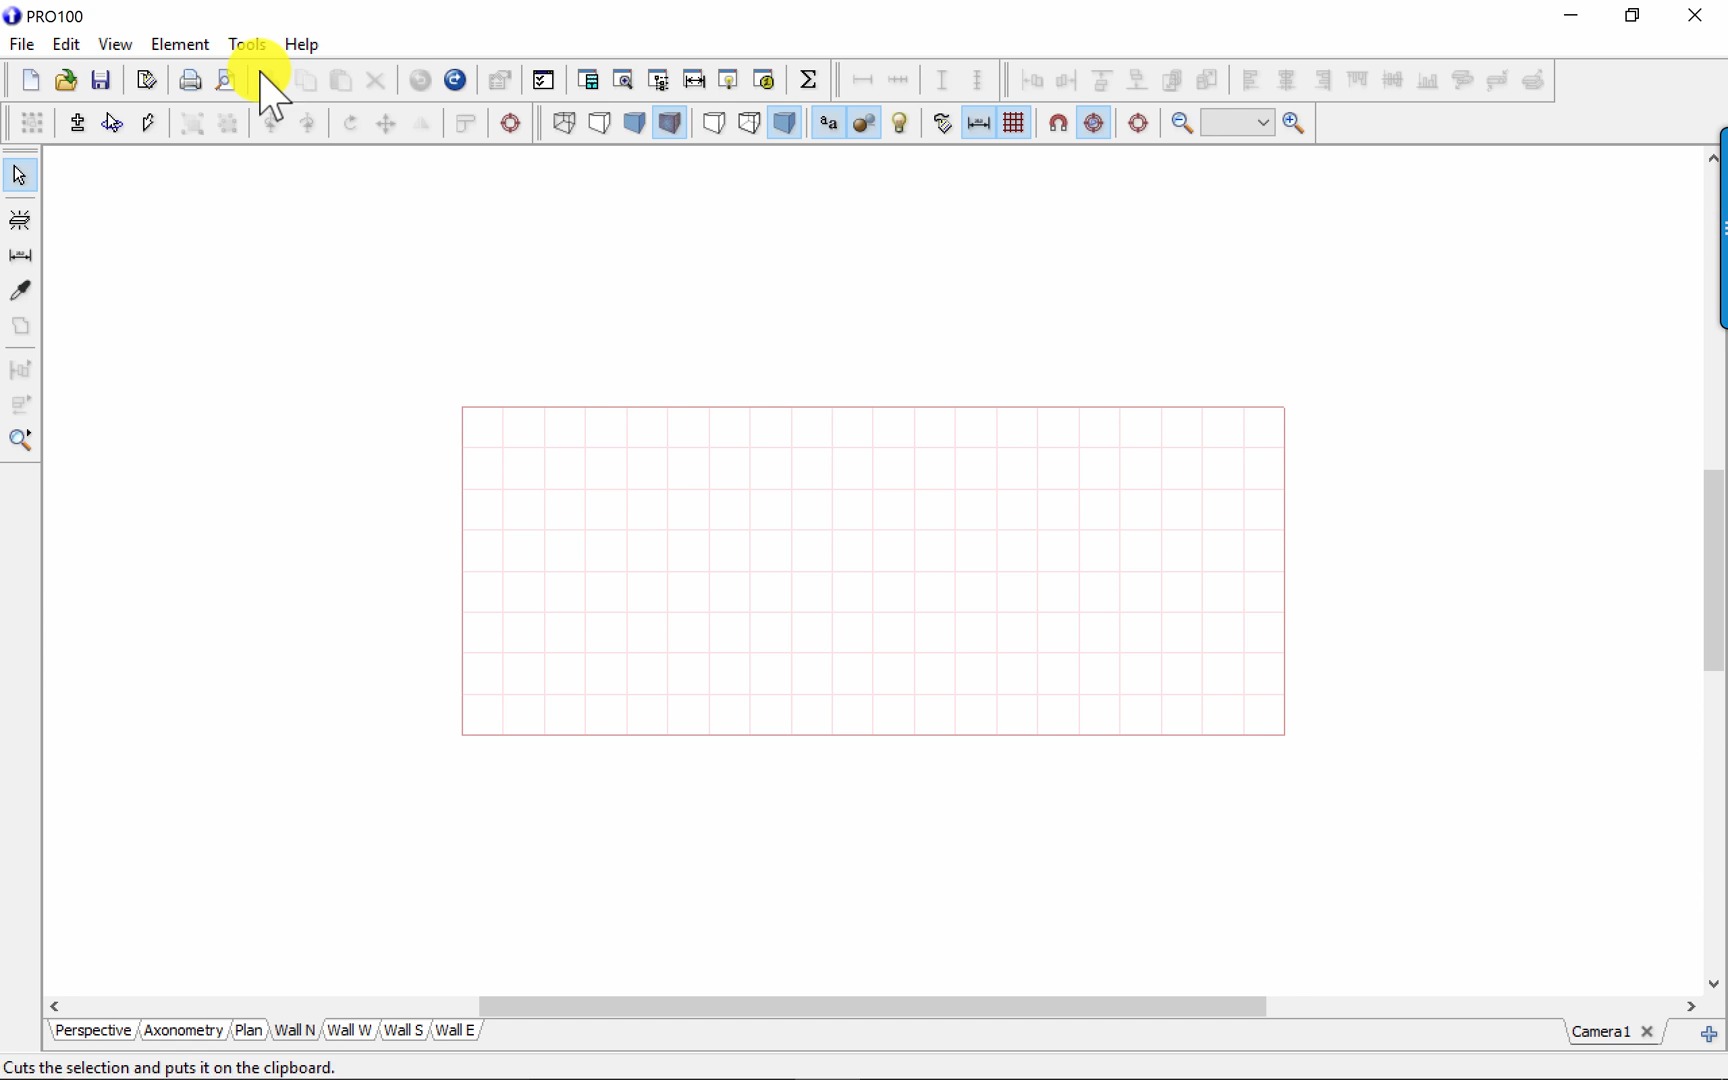 PRO100
File Edit View Element Tools Help
aa
Perspective Axonometry Plan Wall N Wall W Wall S Wall E
Camera1
Cuts the selection and puts it on the clipboard.